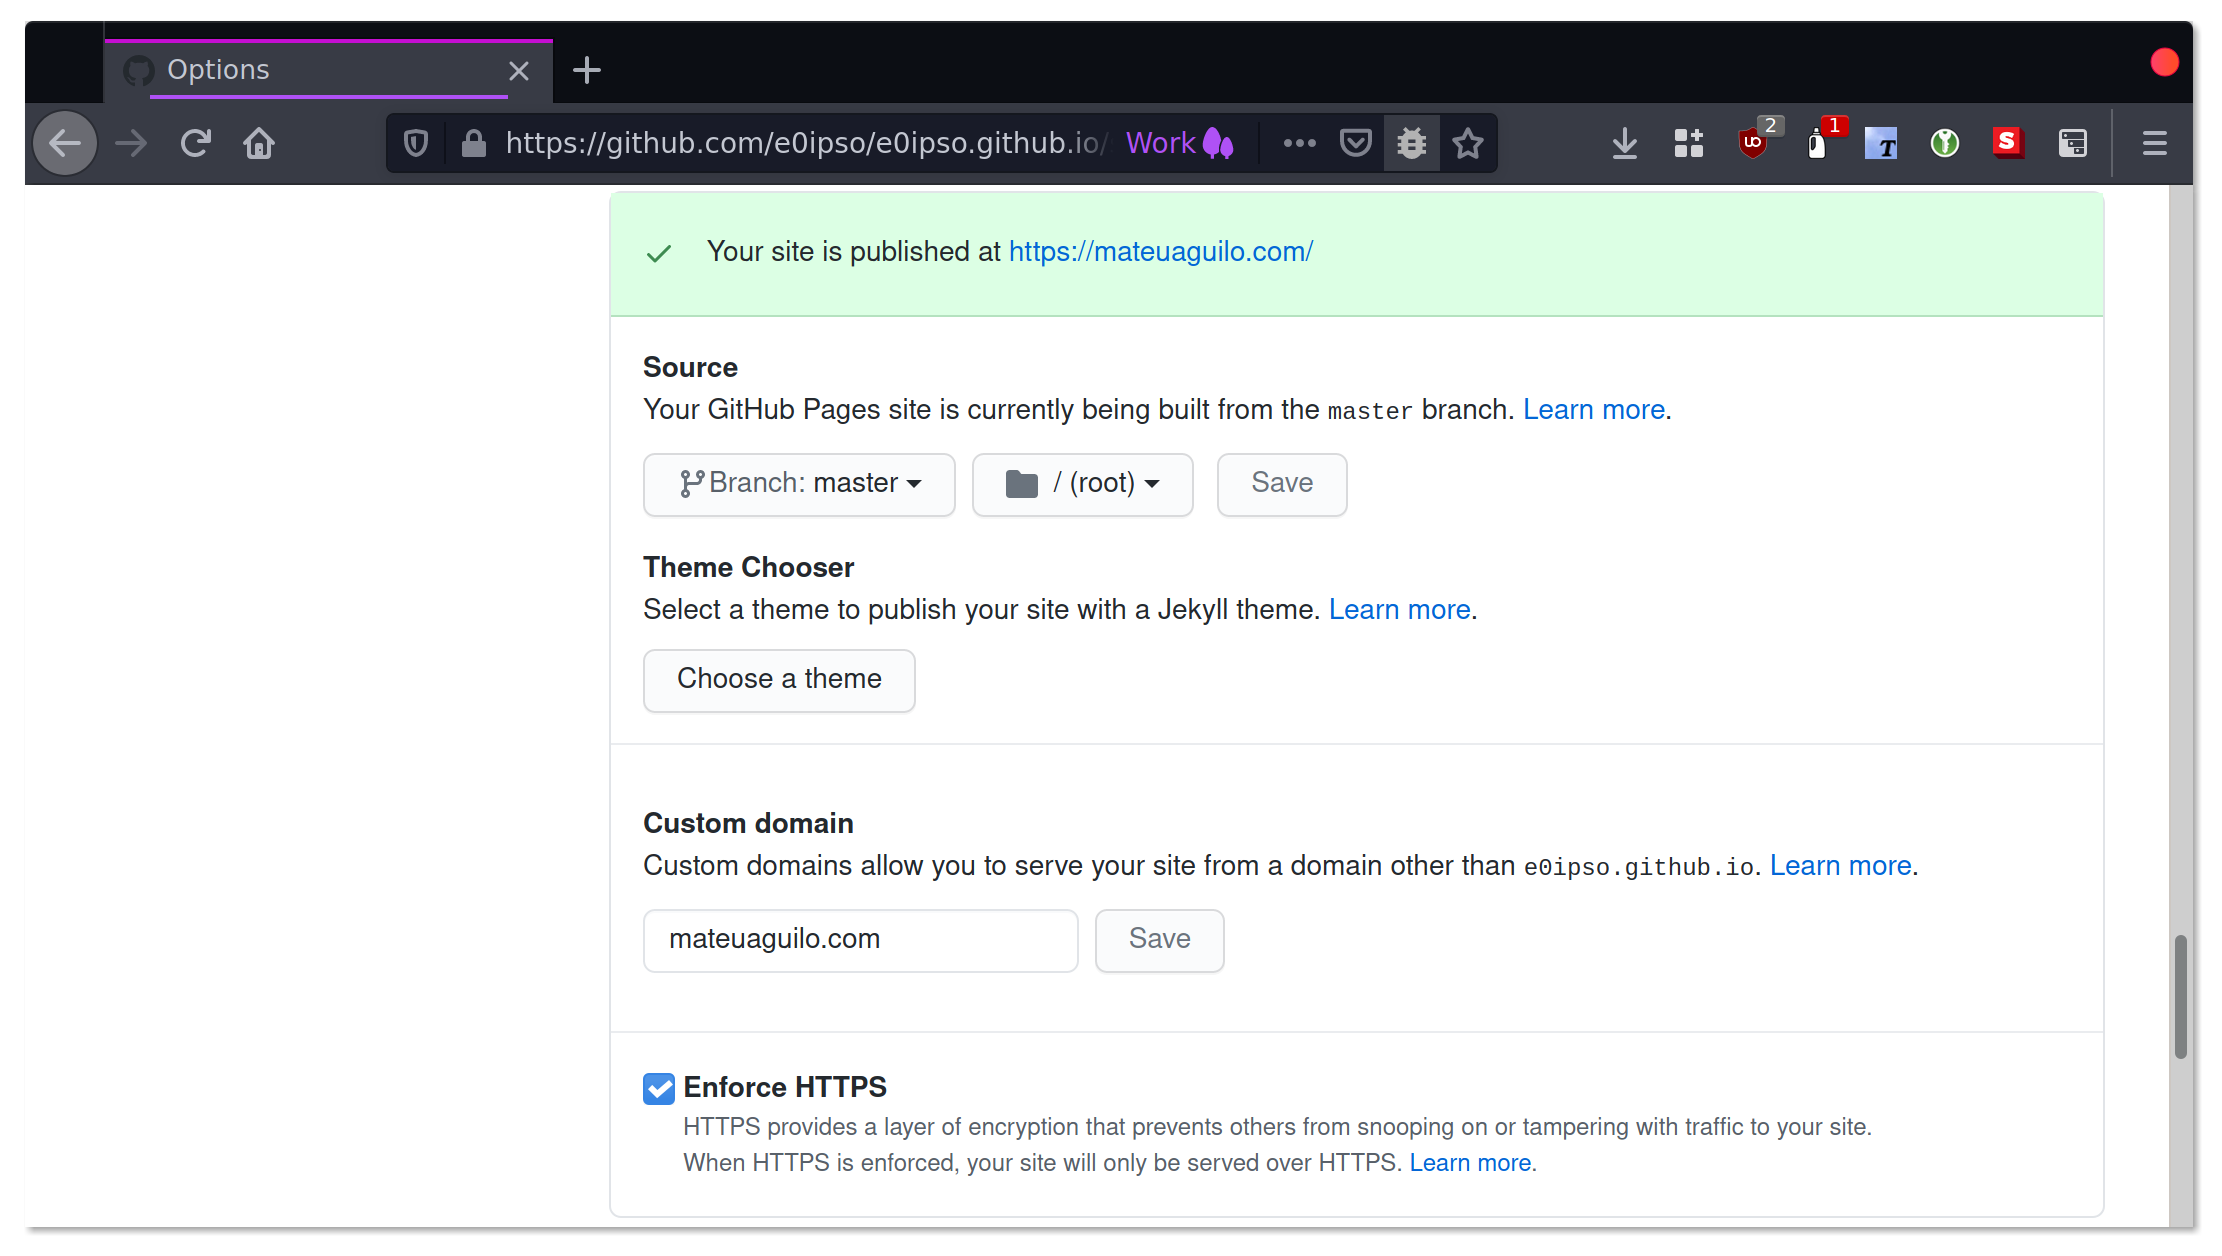 Options
https://github.com/e0ipso/e0ipso.github.io/ Work
2
1
Your site is published at https://mateuaguilo.com/
Source
Your GitHub Pages site is currently being built from the master branch. Learn more.
Branch: master / (root) Save
Theme Chooser
Select a theme to publish your site with a Jekyll theme. Learn more.
Choose a theme
Custom domain
Custom domains allow you to serve your site from a domain other than e0ipso.github.io. Learn more.
mateuaguilo.com Save
Enforce HTTPS
HTTPS provides a layer of encryption that prevents others from snooping on or tampering with traffic to your site.
When HTTPS is enforced, your site will only be served over HTTPS. Learn more.